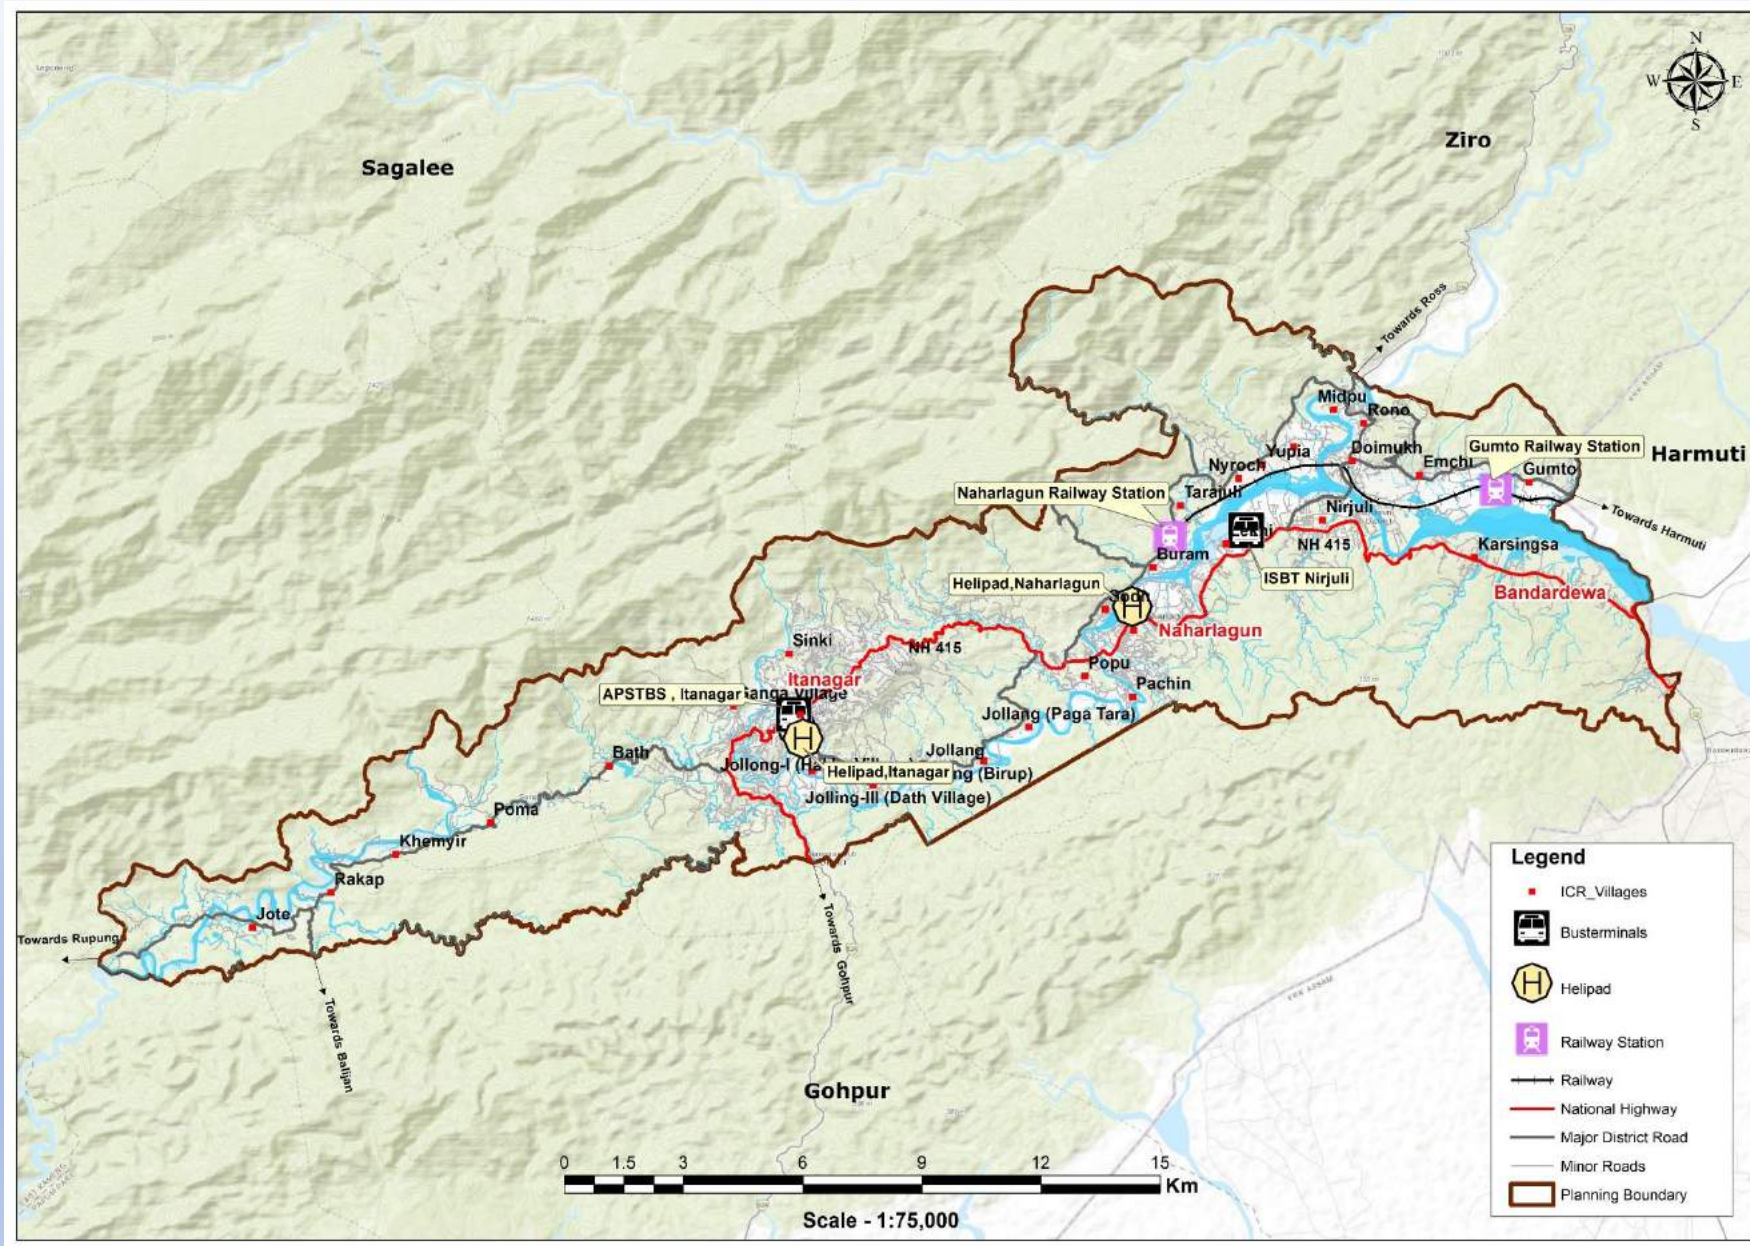 N
W E
S
Ziro
Sagalee
Towards Ross
Midpu
Rono
Harmuti
Gumto Railway Station
Yupia
Doimukh
Emchi
Gumto
Nyroch
Naharlagun Railway Station
Tarajuli
Nirjuli
Towards Harmuti
NH 415
Karsingsa
Buram
ISBT Nirjuli
Helipad,Naharlagun
Bandardewa
Naharlagun
Sinki
NH 415
Popu
Itanagar
Pachin
APSTBS , Itanagar
Ganga Village
Jollang (Paga Tara)
Bath
Jollang
Jollong-I
Helipad,Itanagar
(Birup)
Jolling-III (Dath Village)
Poma
Khemyir
Rakap
Jote
Towards Rupung
Towards Gohpur
Towards Balijan
Gohpur
Legend
ICR_Villages
Busterminals
Helipad
Railway Station
Railway
National Highway
Major District Road
Minor Roads
Planning Boundary
0 1.5 3 6 9 12 15
Km
Scale - 1:75,000